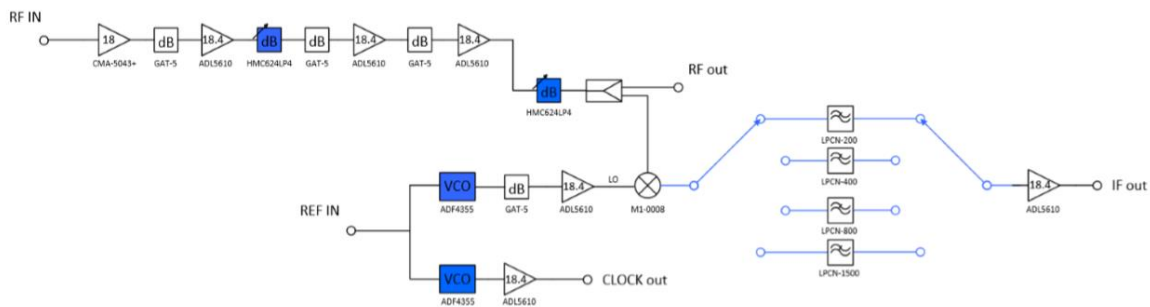 RF IN
18
dB
18.4
dB
dB
18.4
dB
18.4
CMA-5043+
GAT-5
ADL5610
HMC624LP4
GAT-5
ADL5610
GAT-5
ADL5610
RF out
dB
HMC624LP4
LPCN-200
LPCN-400
REF IN
VCO
dB
18.4
LO
18.4
IF out
ADF4355
GAT-5
ADL5610
M1-0008
ADL5610
LPCN-800
VCO
18.4
CLOCK out
LPCN-1500
ADF4355
ADL5610